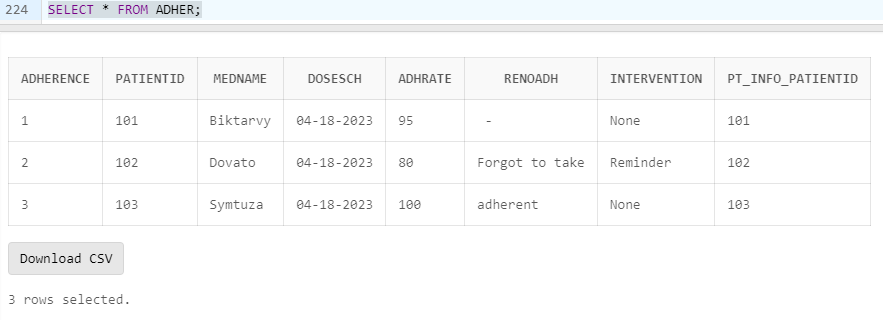 224 SELECT * FROM ADHER;
ADHERENCE PATIENTID MEDNAME DOSESCH ADHRATE RENOADH INTERVENTION PT_INFO_PATIENTID
1 101 Biktarvy 04-18-2023 95 - None 101
2 102 Dovato 04-18-2023 80 Forgot to take Reminder 102
3 103 Symtuza 04-18-2023 100 adherent None 103
Download CSV
3 rows selected.